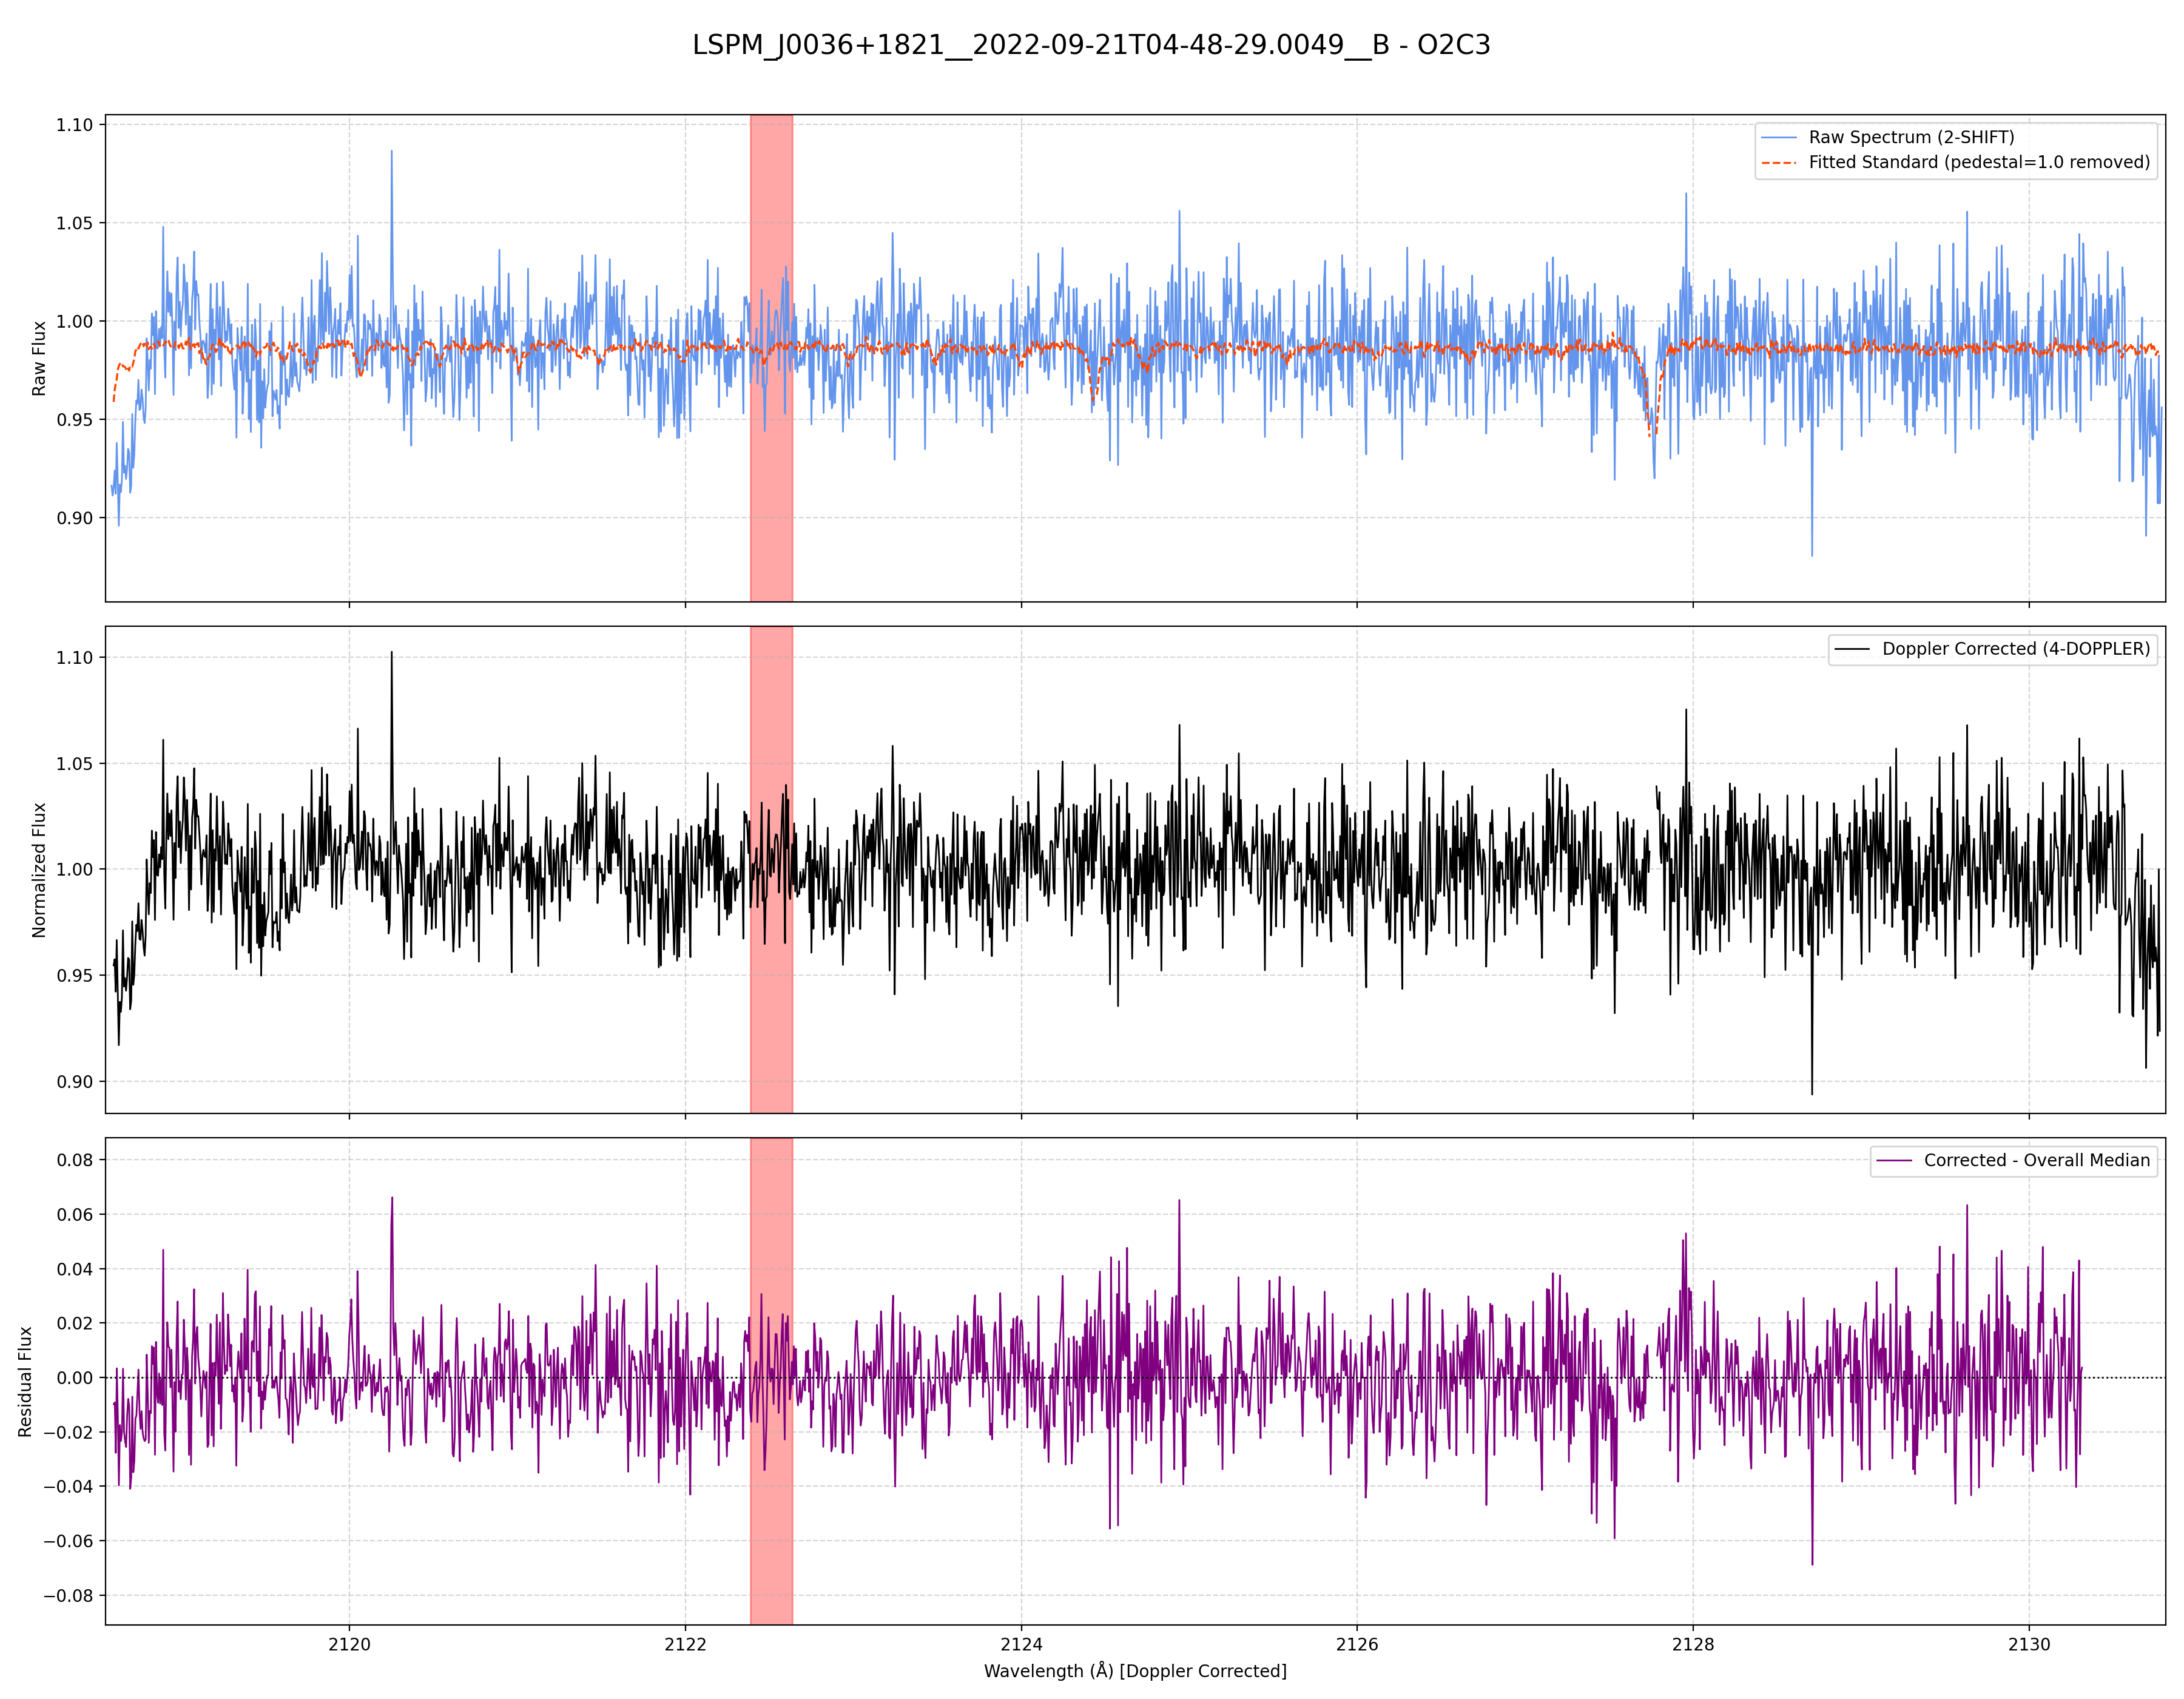 LSPM_J0036+1821__2022-09-21T04-48-29.0049__B - O2C3
1.10
1.05
1.00
0.95
0.90
Raw Flux
Raw Spectrum (2-SHIFT)
Fitted Standard (pedestal=1.0 removed)
1.10
1.05
1.00
0.95
0.90
Normalized Flux
Doppler Corrected (4-DOPPLER)
0.08
0.06
0.04
0.02
0.00
−0.02
−0.04
−0.06
−0.08
Residual Flux
Corrected - Overall Median
2120
2122
2124
2126
2128
2130
Wavelength (Å) [Doppler Corrected]